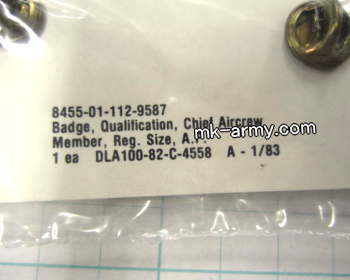 8455-01-112-9587
Badge, Qualification, Chief Aircrew
Member, Reg. Size, A.F.
1 ea DLA100-82-C-4558 A - 1/83
mk-army.com